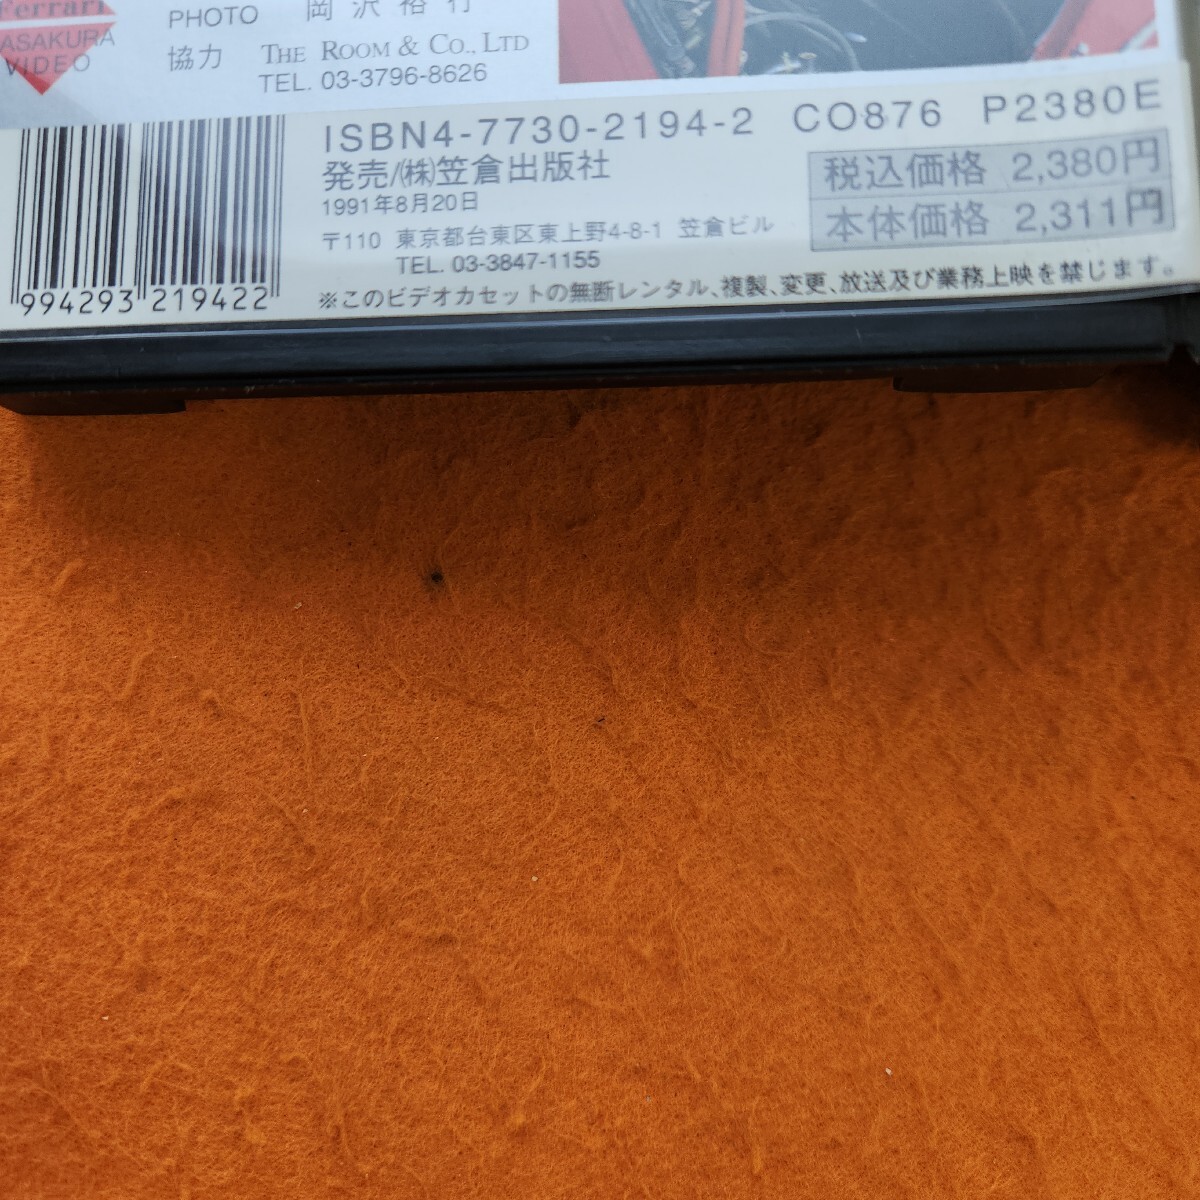 Ferrari
ASAKURA
VIDEO
PHOTO 岡沢裕行
協力 THE ROOM & CO., LTD
TEL. 03-3796-8626
ISBN4-7730-2194-2 CO876 P2380E
発売/㈱笠倉出版社
1991年8月20日
〒110 東京都台東区東上野4-8-1 笠倉ビル
TEL. 03-3847-1155
税込価格 2,380円
本体価格 2,311円
994293 219422
※このビデオカセットの無断レンタル、複製、変更、放送及び業務上映を禁じます。